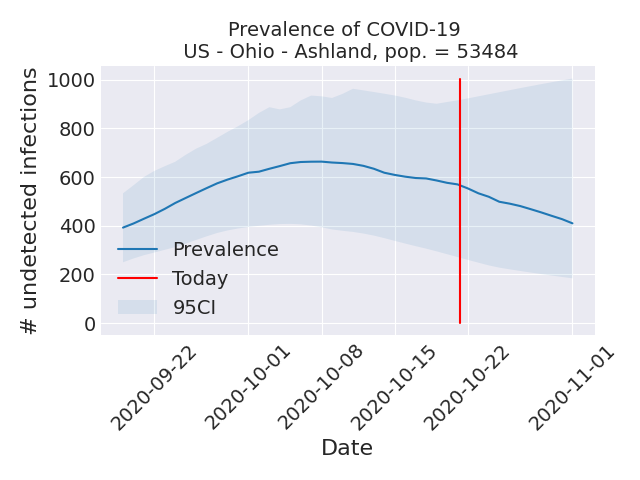 Prevalence of COVID-19
US - Ohio - Ashland, pop. = 53484
# undetected infections
1000
800
600
400
200
0
Prevalence
Today
95CI
2020-09-22
2020-10-01
2020-10-08
2020-10-15
2020-10-22
2020-11-01
Date